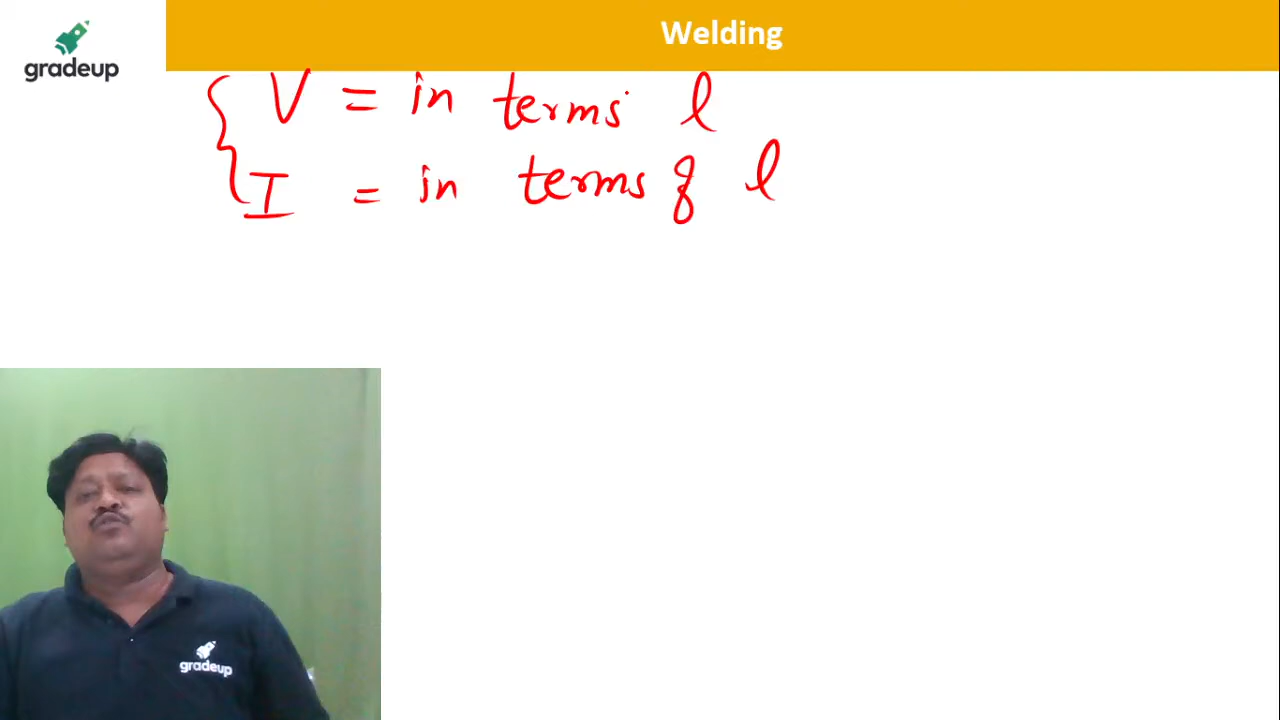 gradeup
Welding
V = in terms l
I = in terms of l
gradeup